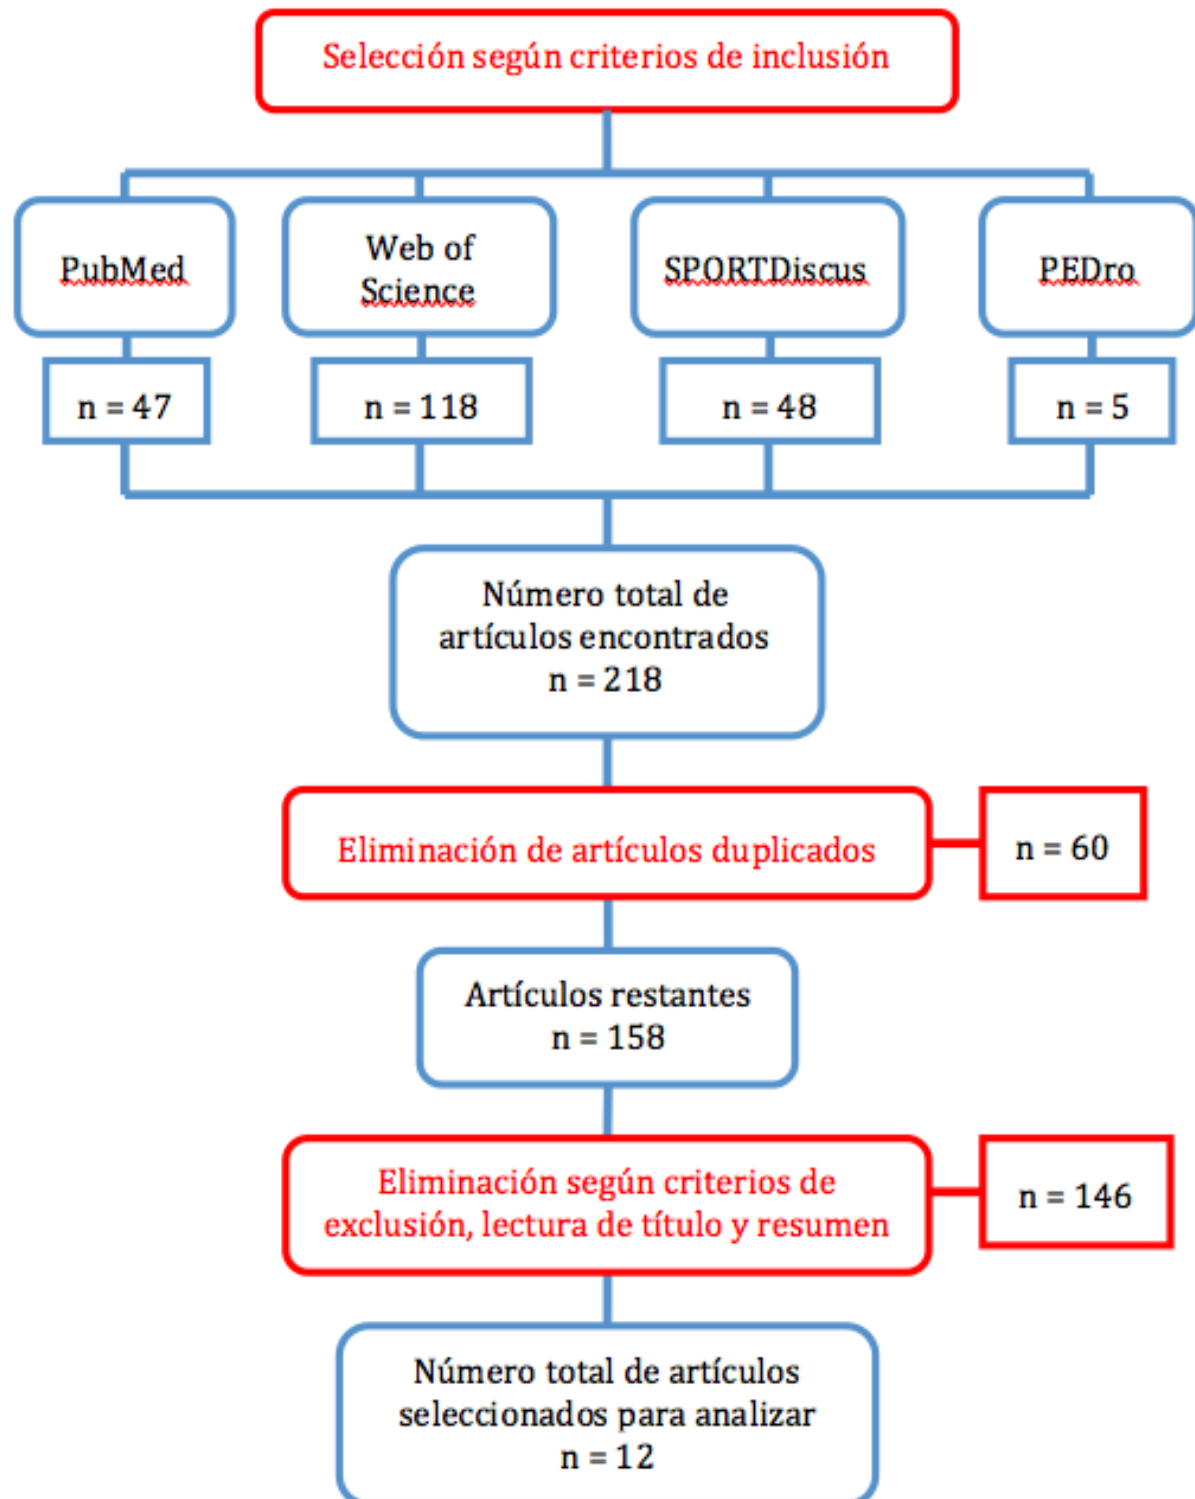 Selección según criterios de inclusión
PubMed
Web of
Science
SPORTDiscus
PEDro
n = 47
n = 118
n = 48
n = 5
Número total de
artículos encontrados
n = 218
Eliminación de artículos duplicados
n = 60
Artículos restantes
n = 158
Eliminación según criterios de
exclusión, lectura de título y resumen
n = 146
Número total de artículos
seleccionados para analizar
n = 12